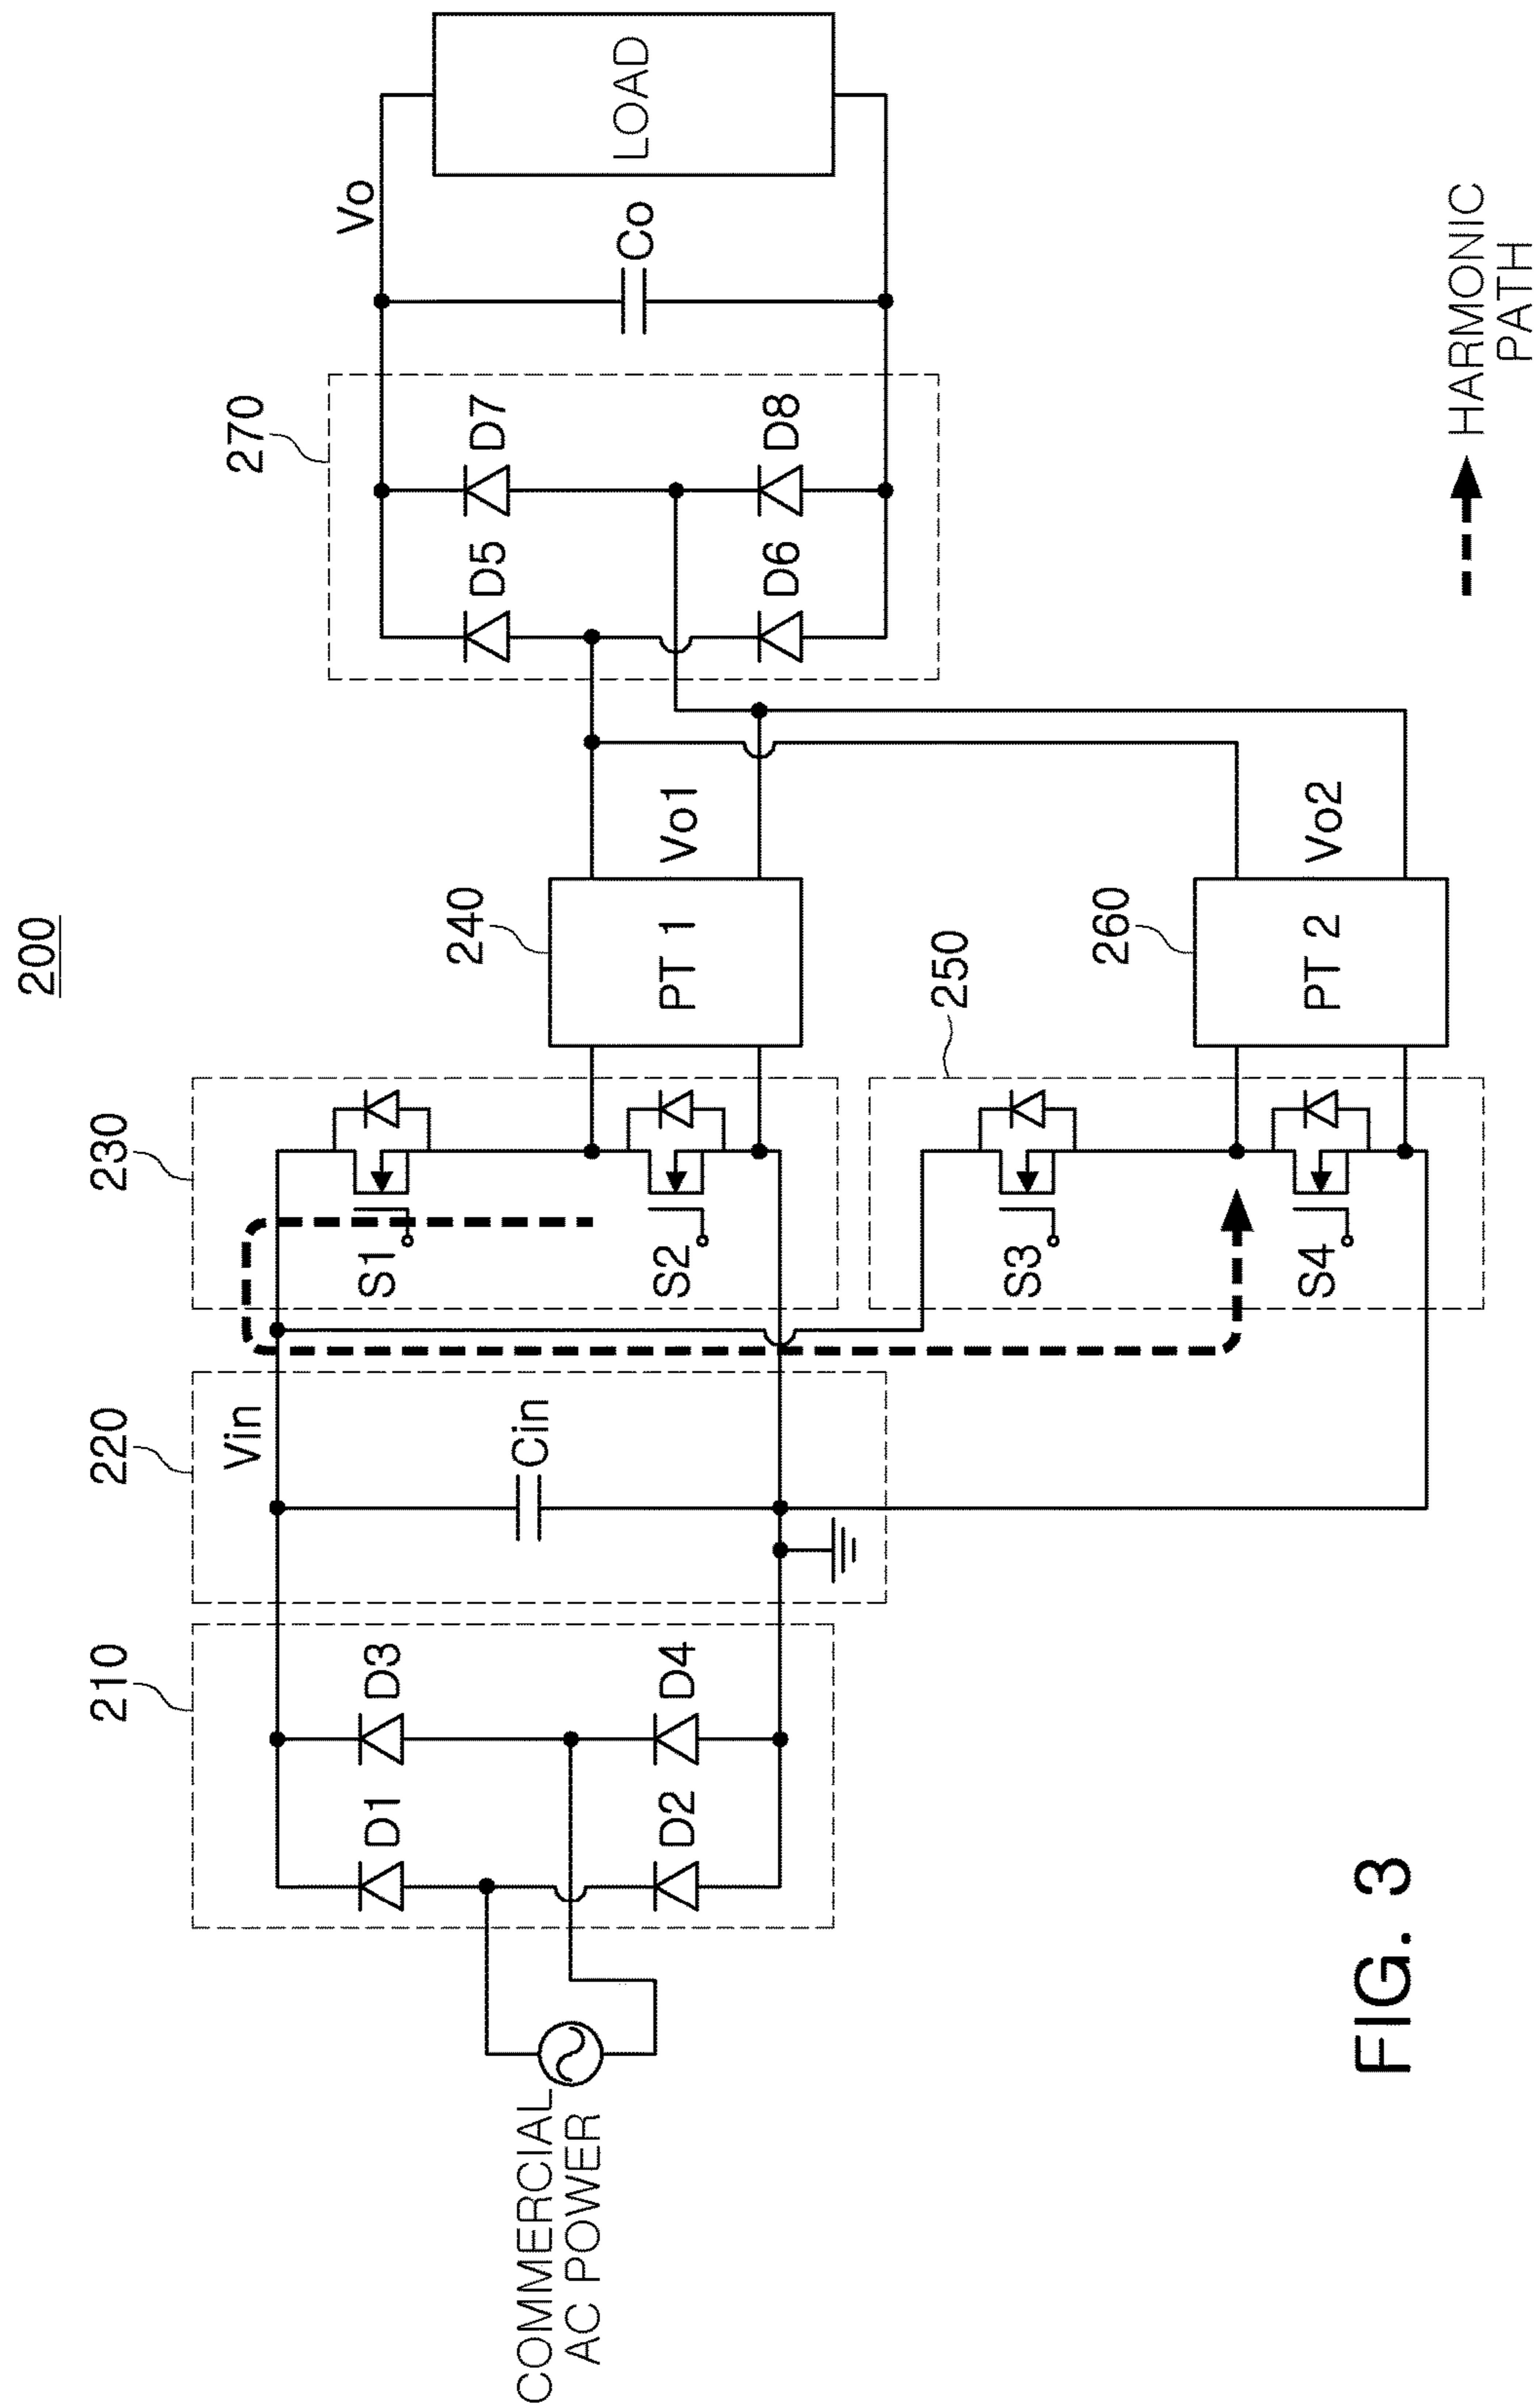 200
COMMERCIAL
AC POWER
210
D1
D3
D2
D4
220
Vin
Cin
230
S1
S2
240
PT 1
Vo1
250
S3
S4
260
PT 2
Vo2
270
D5
D7
D6
D8
Vo
Co
LOAD
HARMONIC
PATH
FIG. 3